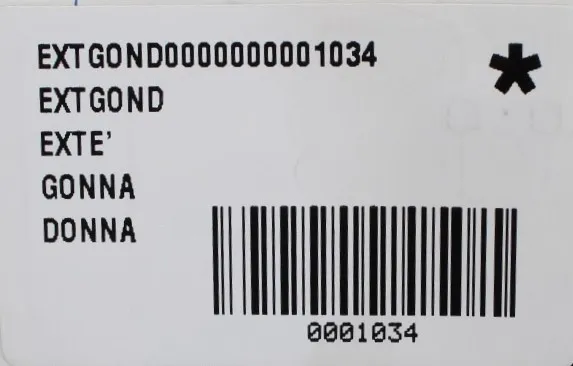 EXTGOND0000000001034
*
EXTGOND
EXTE'
GONNA
DONNA
0001034